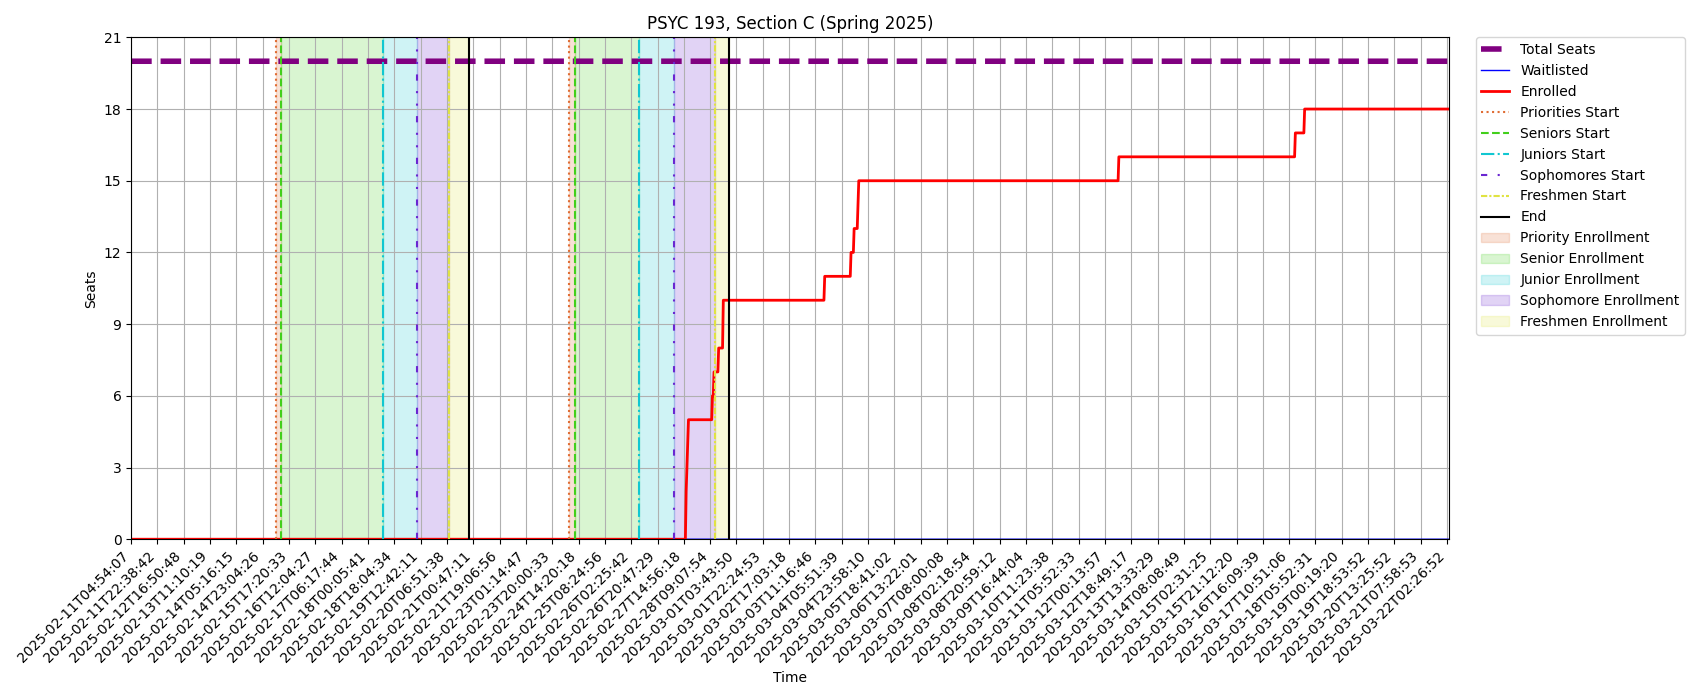 PSYC 193, Section C (Spring 2025)
21
18
15
12
9
6
3
0
Seats
2025-02-11T04:54:07
2025-02-11T22:38:42
2025-02-12T16:50:48
2025-02-13T11:10:19
2025-02-14T05:16:15
2025-02-14T23:04:26
2025-02-15T17:20:33
2025-02-16T12:04:27
2025-02-17T06:17:44
2025-02-18T00:05:41
2025-02-18T18:04:34
2025-02-19T12:42:11
2025-02-20T06:51:38
2025-02-21T00:47:11
2025-02-21T19:06:56
2025-02-22T13:14:47
2025-02-23T20:00:33
2025-02-24T14:20:18
2025-02-25T08:24:56
2025-02-26T02:25:42
2025-02-26T20:47:29
2025-02-27T14:56:18
2025-02-28T09:07:54
2025-03-01T03:43:50
2025-03-01T22:24:53
2025-03-02T17:03:18
2025-03-03T11:16:46
2025-03-04T05:51:39
2025-03-04T23:58:10
2025-03-05T18:41:02
2025-03-06T13:22:01
2025-03-07T08:00:08
2025-03-08T02:18:54
2025-03-08T20:59:12
2025-03-09T16:44:04
2025-03-10T11:23:38
2025-03-11T05:52:33
2025-03-12T00:13:57
2025-03-12T18:49:17
2025-03-13T13:33:29
2025-03-14T08:08:49
2025-03-15T02:31:25
2025-03-15T21:12:20
2025-03-16T16:09:39
2025-03-17T10:51:06
2025-03-18T05:52:31
2025-03-19T00:19:20
2025-03-19T18:53:52
2025-03-20T13:25:52
2025-03-21T07:58:53
2025-03-22T02:26:52
Time
Total Seats
Waitlisted
Enrolled
Priorities Start
Seniors Start
Juniors Start
Sophomores Start
Freshmen Start
End
Priority Enrollment
Senior Enrollment
Junior Enrollment
Sophomore Enrollment
Freshmen Enrollment